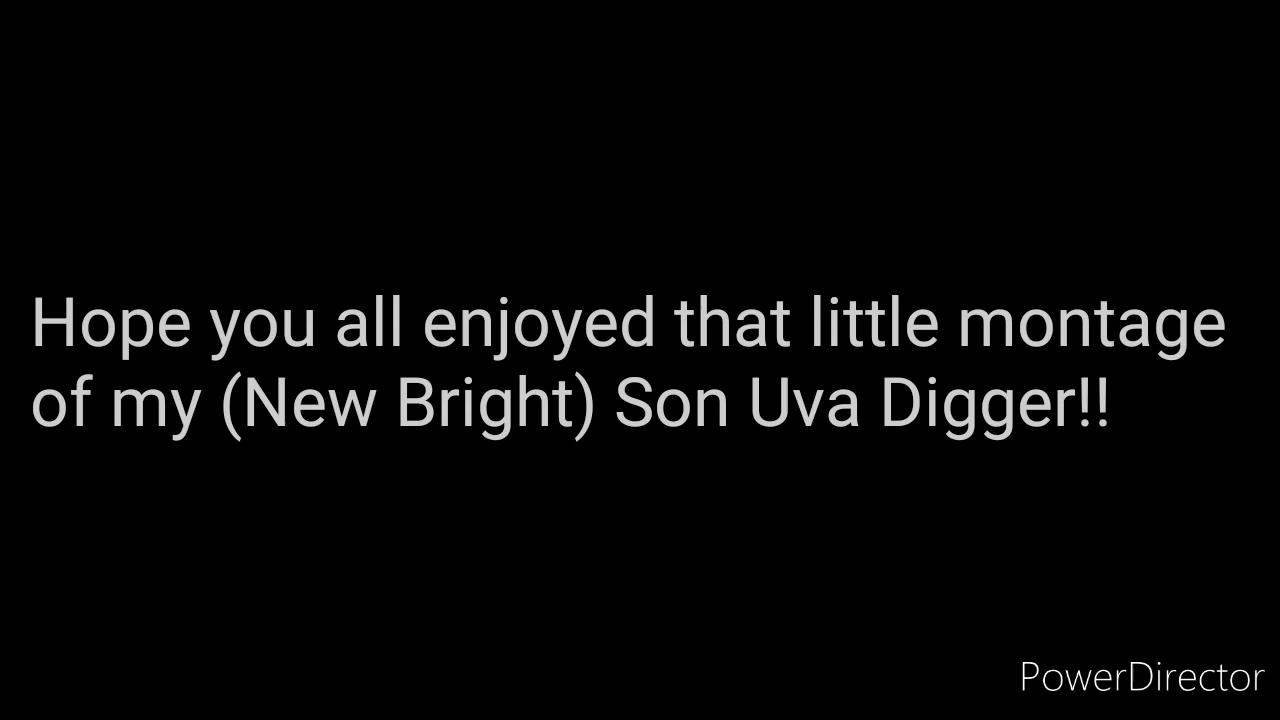 Hope you all enjoyed that little montage
of my (New Bright) Son Uva Digger!!
PowerDirector